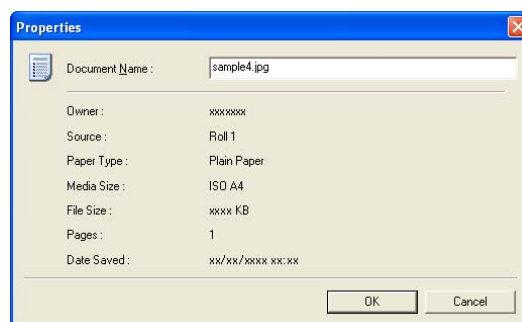 Properties
Document Name : sample4.jpg
Owner : xxxxxxx
Source : Roll 1
Paper Type : Plain Paper
Media Size : ISO A4
File Size : xxxx KB
Pages : 1
Date Saved : xx/xx/xxxx xx:xx
OK Cancel